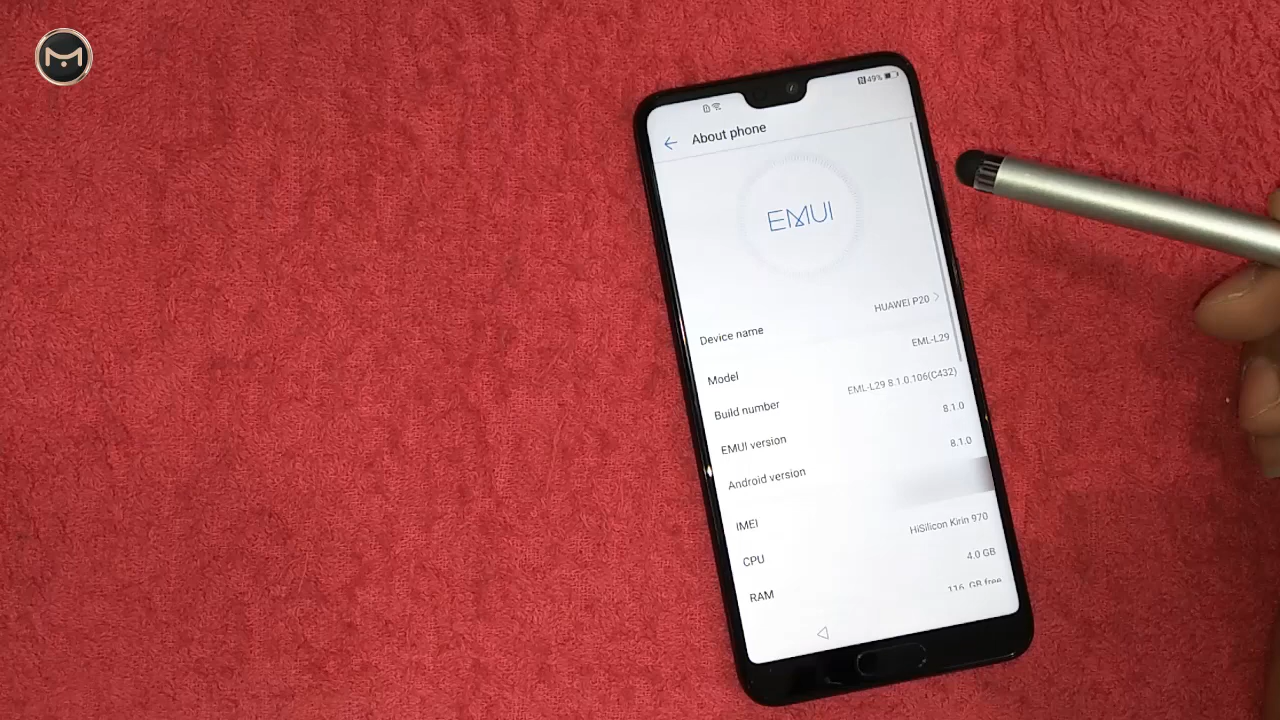 49%
About phone
EMUI
Device name HUAWEI P20
Model EML-L29
Build number EML-L29 8.1.0.106(C432)
EMUI version 8.1.0
Android version 8.1.0
IMEI
CPU HiSilicon Kirin 970
RAM 4.0 GB
GB free